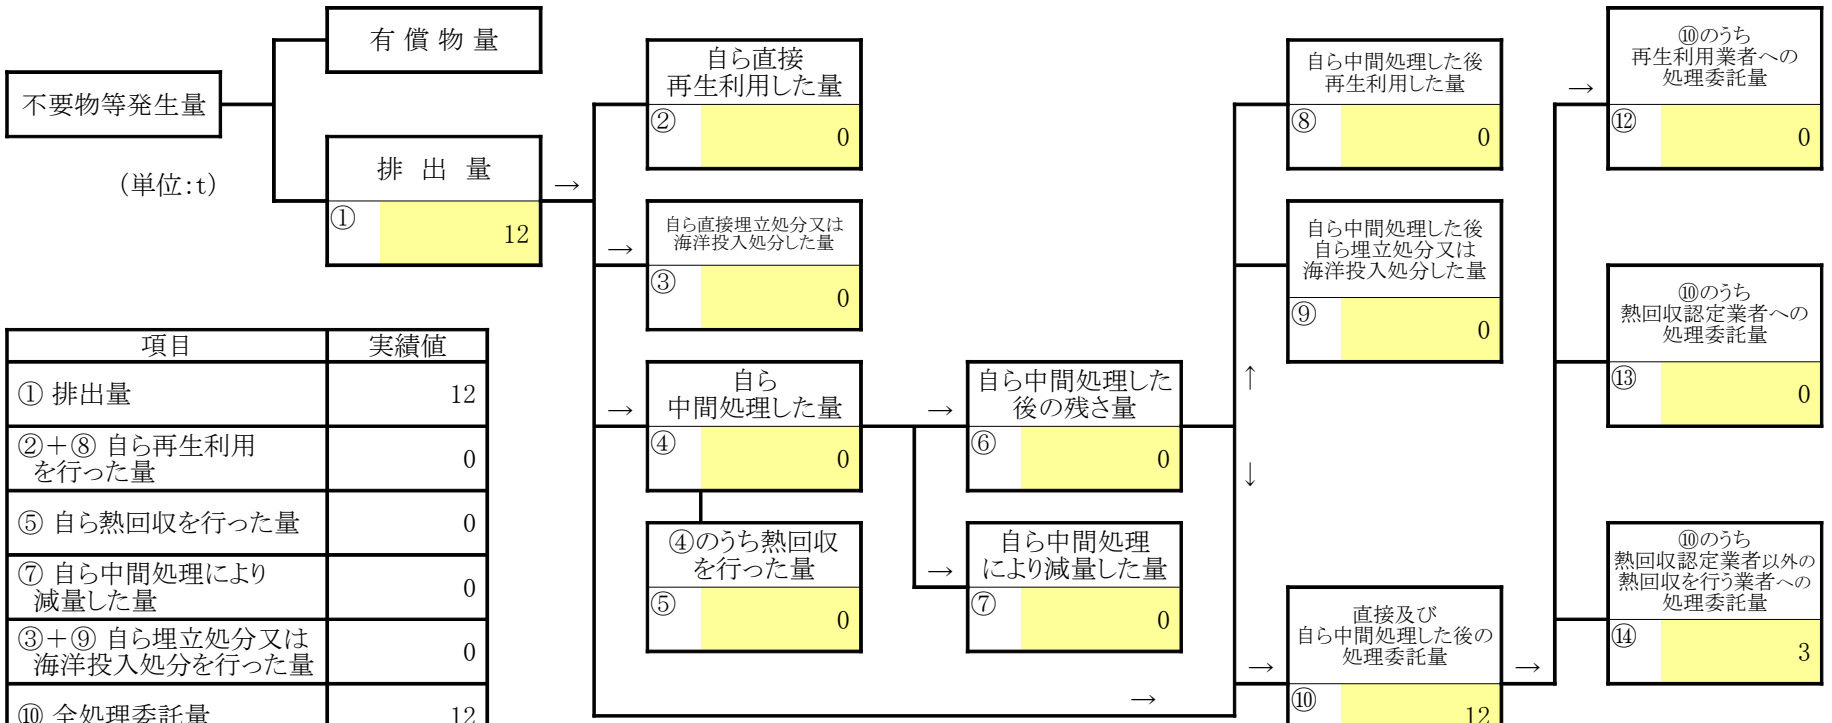 有 償 物 量
不要物等発生量
排 出 量
①
12
(単位:t)
→
自ら直接
再生利用した量
②
0
→
自ら直接埋立処分又は
海洋投入処分した量
③
0
→
自ら
中間処理した量
④
0
④のうち熱回収
を行った量
⑤
0
→
自ら中間処理した
後の残さ量
⑥
0
→
自ら中間処理
により減量した量
⑦
0
自ら中間処理した後
再生利用した量
⑧
0
自ら中間処理した後
自ら埋立処分又は
海洋投入処分した量
⑨
0
↑
↓
→
→
直接及び
自ら中間処理した後の
処理委託量
⑩
12
→
→
⑩のうち
再生利用業者への
処理委託量
⑫
0
⑩のうち
熱回収認定業者への
処理委託量
⑬
0
⑩のうち
熱回収認定業者以外の
熱回収を行う業者への
処理委託量
⑭
3
項目 実績値
① 排出量 12
②+⑧ 自ら再生利用
を行った量 0
⑤ 自ら熱回収を行った量 0
⑦ 自ら中間処理により
減量した量 0
③+⑨ 自ら埋立処分又は
海洋投入処分を行った量 0
⑩ 全処理委託量 12